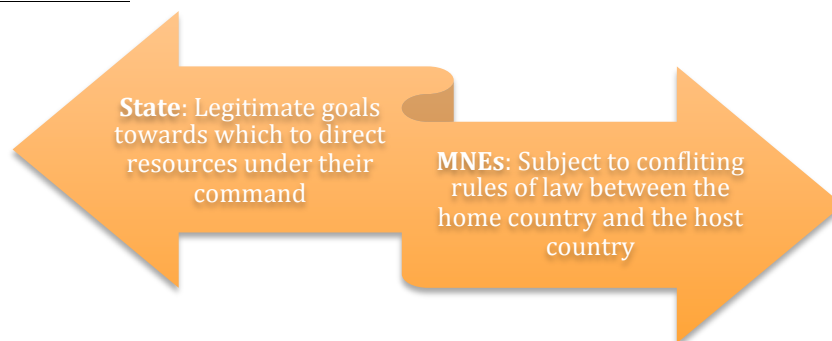 State: Legitimate goals
towards which to direct
resources under their
command
MNEs: Subject to confliting
rules of law between the
home country and the host
country